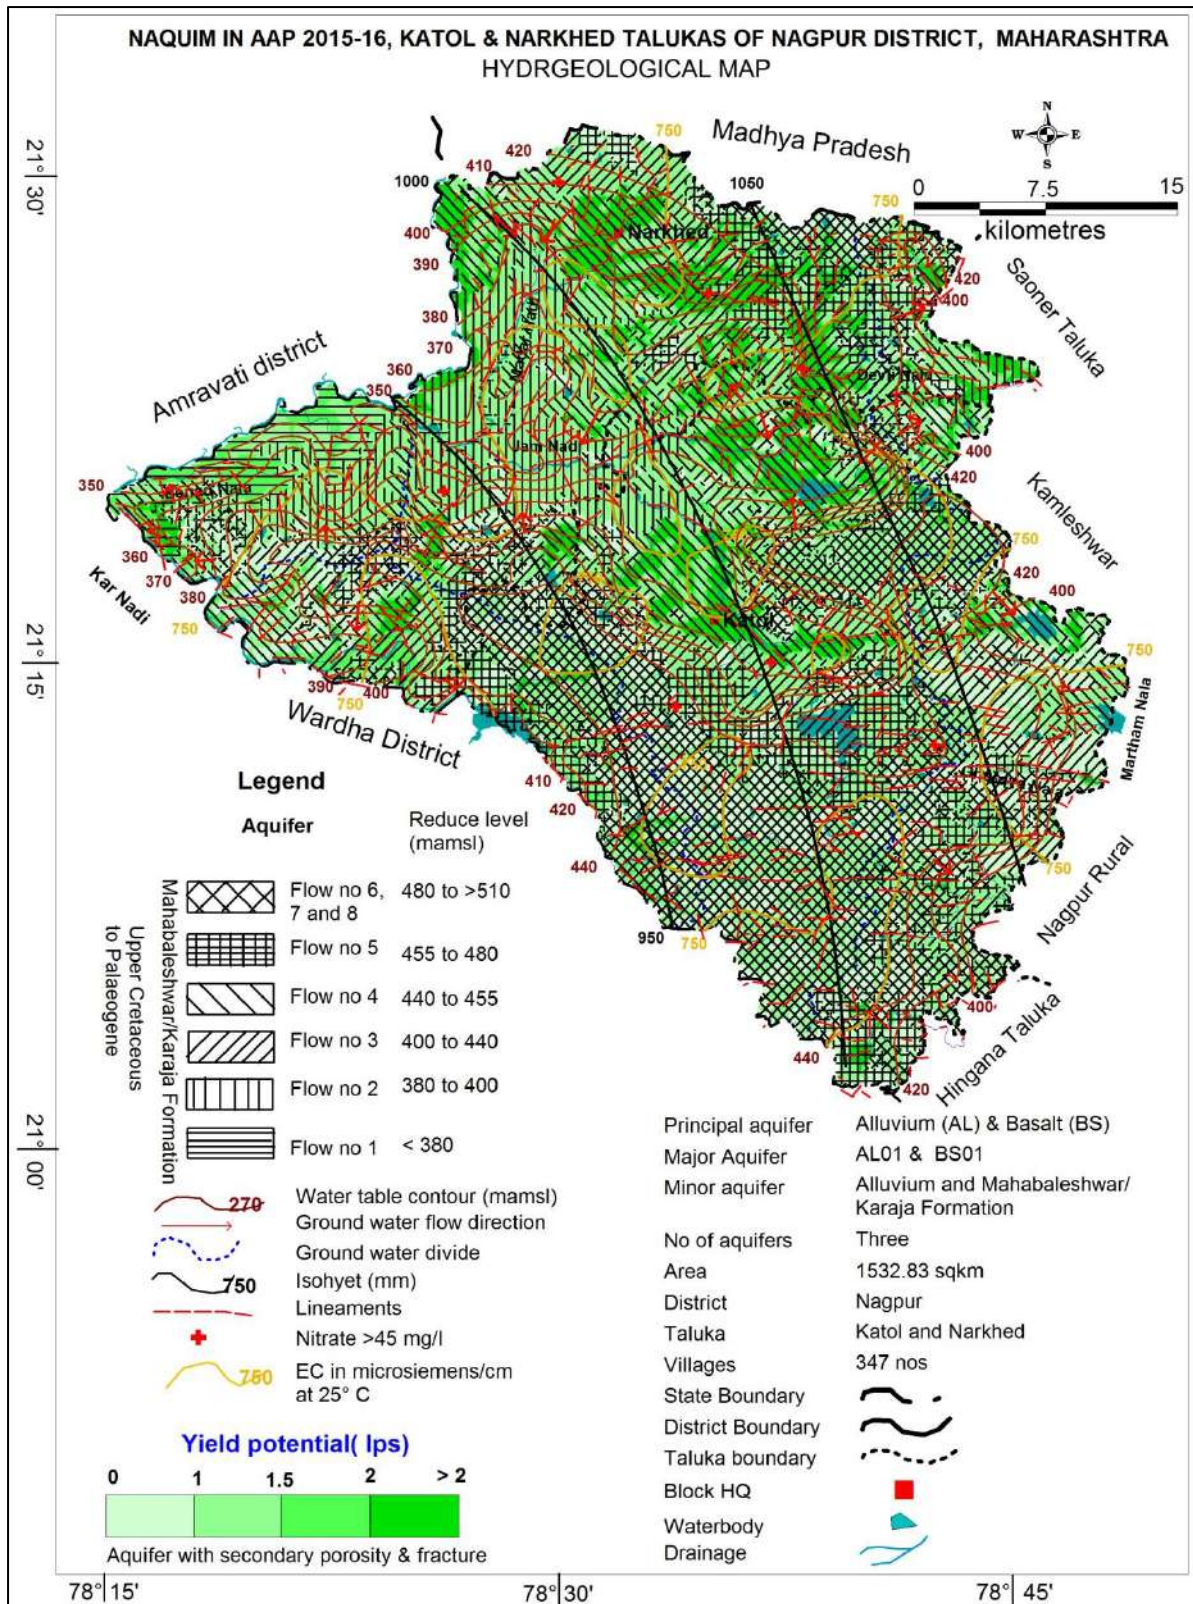 NAQUIM IN AAP 2015-16, KATOL & NARKHED TALUKAS OF NAGPUR DISTRICT, MAHARASHTRA
HYDRGEOLOGICAL MAP
Madhya Pradesh
N
W E
S
0 7.5 15
kilometres
21° 30'
21° 15'
21° 00'
750
420
410
1000
1050
750
400
390
380
370
360
350
Narkhed
420
400
Saoner Taluka
Amravati district
Jam Nadi
400
420
Kamleshwar
350
360
370
380
Kar Nadi
750
750
420
400
Katol
750
390
400
750
Wardha District
Martham Nala
410
420
440
750
Nagpur Rural
950
750
400
440
420
Hingana Taluka
Legend
Aquifer
Reduce level
(mamsl)
Upper Cretaceous
to Palaeogene
Mahabaleshwar/Karaja Formation
Flow no 6, 480 to >510
7 and 8
Flow no 5 455 to 480
Flow no 4 440 to 455
Flow no 3 400 to 440
Flow no 2 380 to 400
Flow no 1 < 380
270 Water table contour (mamsl)
Ground water flow direction
Ground water divide
750 Isohyet (mm)
Lineaments
Nitrate >45 mg/l
750 EC in microsiemens/cm
at 25° C
Yield potential( lps)
0 1 1.5 2 > 2
Aquifer with secondary porosity & fracture
Principal aquifer Alluvium (AL) & Basalt (BS)
Major Aquifer AL01 & BS01
Minor aquifer Alluvium and Mahabaleshwar/
Karaja Formation
No of aquifers Three
Area 1532.83 sqkm
District Nagpur
Taluka Katol and Narkhed
Villages 347 nos
State Boundary
District Boundary
Taluka boundary
Block HQ
Waterbody
Drainage
78° 15' 78° 30' 78° 45'